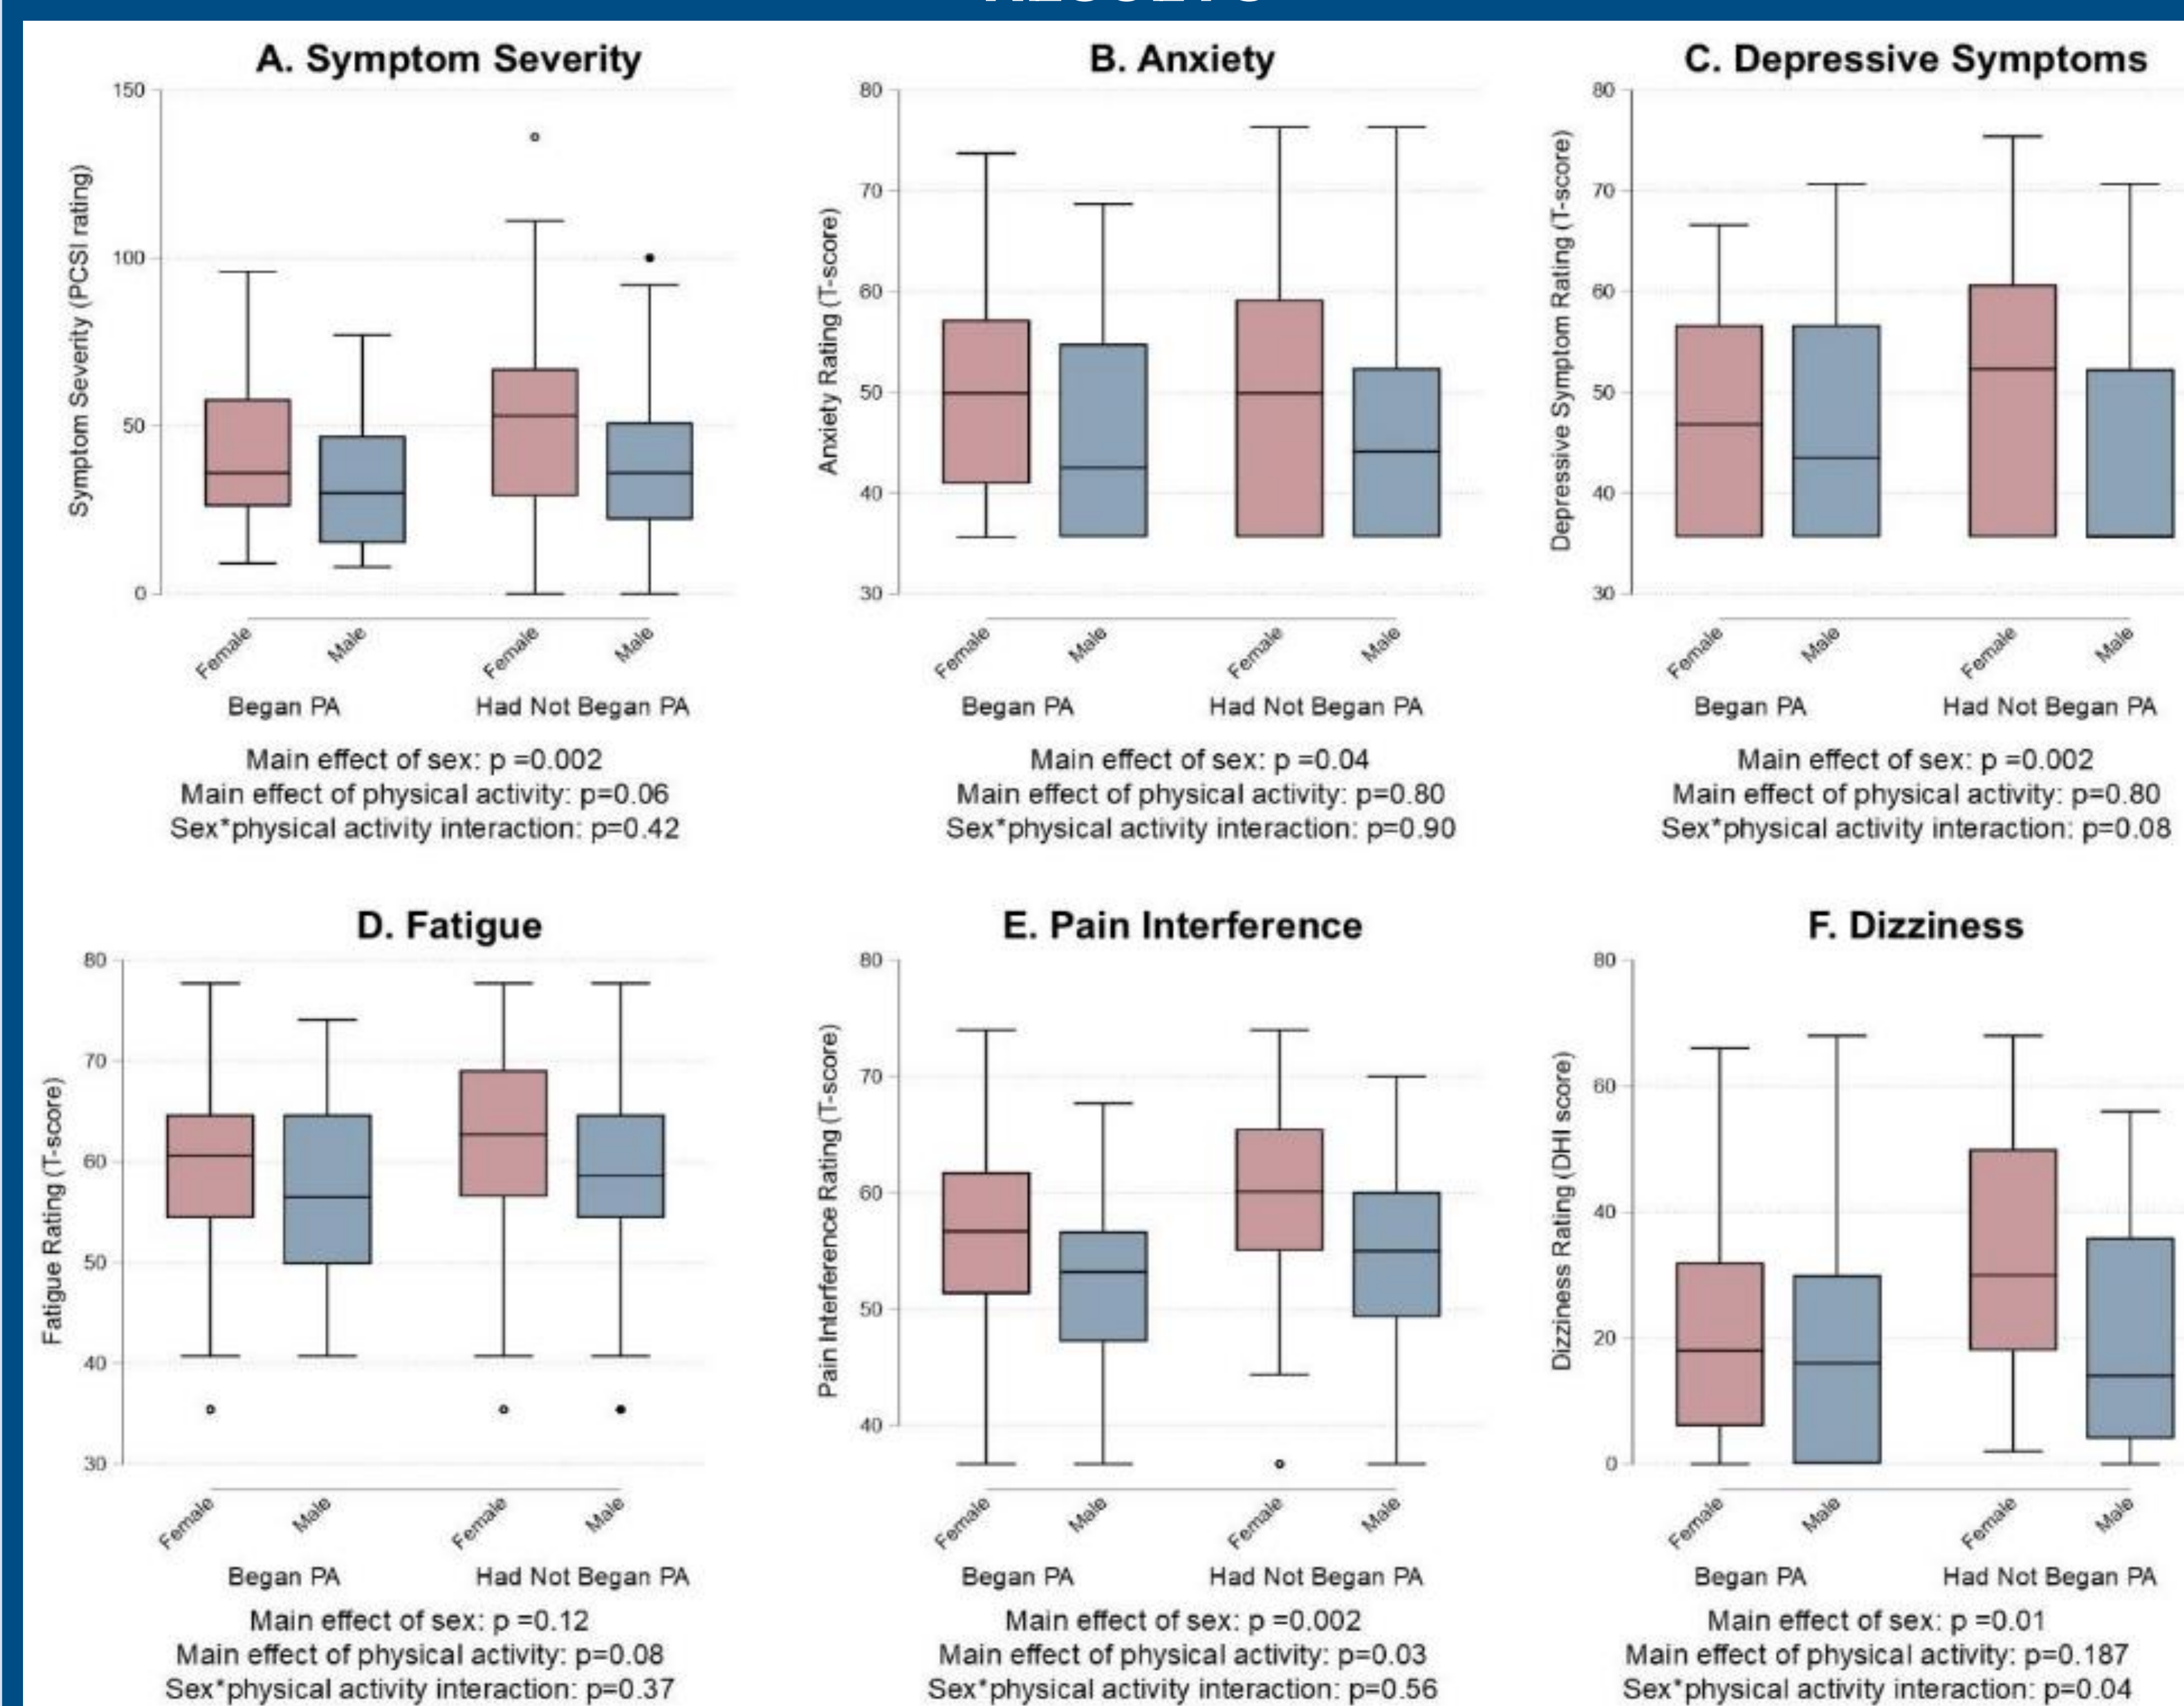 A. Symptom Severity
150
100
50
0
Symptom Severity (PCSI rating)
Female
Male
Female
Male
Began PA
Had Not Began PA
Main effect of sex: p =0.002
Main effect of physical activity: p=0.06
Sex*physical activity interaction: p=0.42
B. Anxiety
80
70
60
50
40
30
Anxiety Rating (T-score)
Female
Male
Female
Male
Began PA
Had Not Began PA
Main effect of sex: p =0.04
Main effect of physical activity: p=0.80
Sex*physical activity interaction: p=0.90
C. Depressive Symptoms
80
70
60
50
40
30
Depressive Symptom Rating (T-score)
Female
Male
Female
Male
Began PA
Had Not Began PA
Main effect of sex: p =0.002
Main effect of physical activity: p=0.80
Sex*physical activity interaction: p=0.08
D. Fatigue
80
70
60
50
40
30
Fatigue Rating (T-score)
Female
Male
Female
Male
Began PA
Had Not Began PA
Main effect of sex: p =0.12
Main effect of physical activity: p=0.08
Sex*physical activity interaction: p=0.37
E. Pain Interference
80
70
60
50
40
Pain Interference Rating (T-score)
Female
Male
Female
Male
Began PA
Had Not Began PA
Main effect of sex: p =0.002
Main effect of physical activity: p=0.03
Sex*physical activity interaction: p=0.56
F. Dizziness
80
60
40
20
0
Dizziness Rating (DHI score)
Female
Male
Female
Male
Began PA
Had Not Began PA
Main effect of sex: p =0.01
Main effect of physical activity: p=0.187
Sex*physical activity interaction: p=0.04